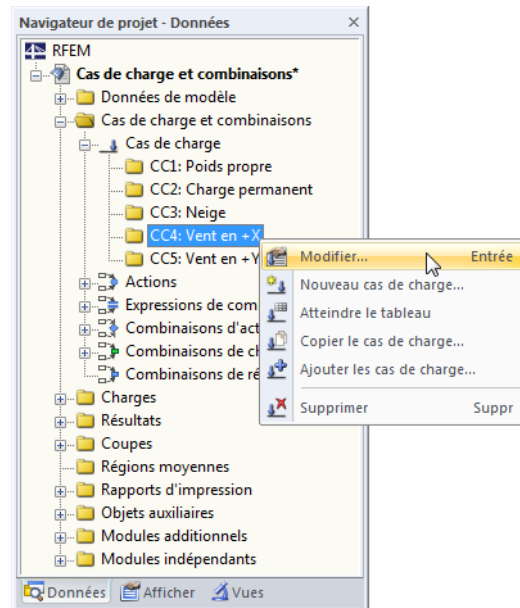 Navigateur de projet - Données
RFEM
Cas de charge et combinaisons*
Données de modèle
Cas de charge et combinaisons
Cas de charge
CC1: Poids propre
CC2: Charge permanent
CC3: Neige
CC4: Vent en +X
CC5: Vent en +Y
Actions
Expressions de com
Combinaisons d'act
Combinaisons de c
Combinaisons de ré
Charges
Résultats
Coupes
Régions moyennes
Rapports d'impression
Objets auxiliaires
Modules additionnels
Modules indépendants
Modifier... Entrée
Nouveau cas de charge...
Atteindre le tableau
Copier le cas de charge...
Ajouter les cas de charge...
Supprimer Suppr
Données Afficher Vues